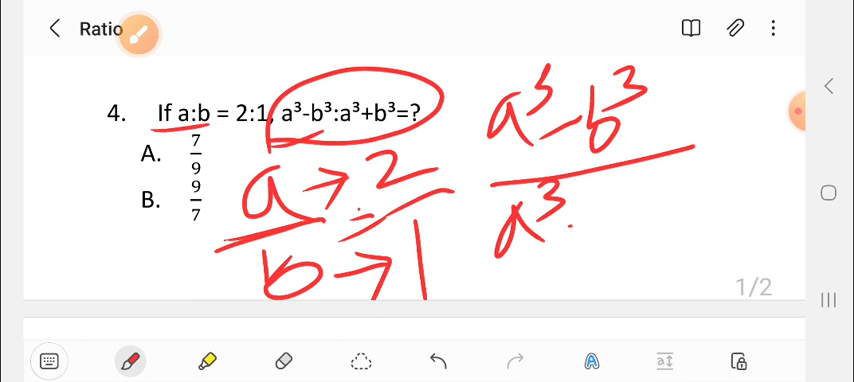 Ratio
4. If a:b = 2:1, a³-b³:a³+b³=?
A. 7/9
B. 9/7
a → 2
b → 1
a³-b³
a³
1/2